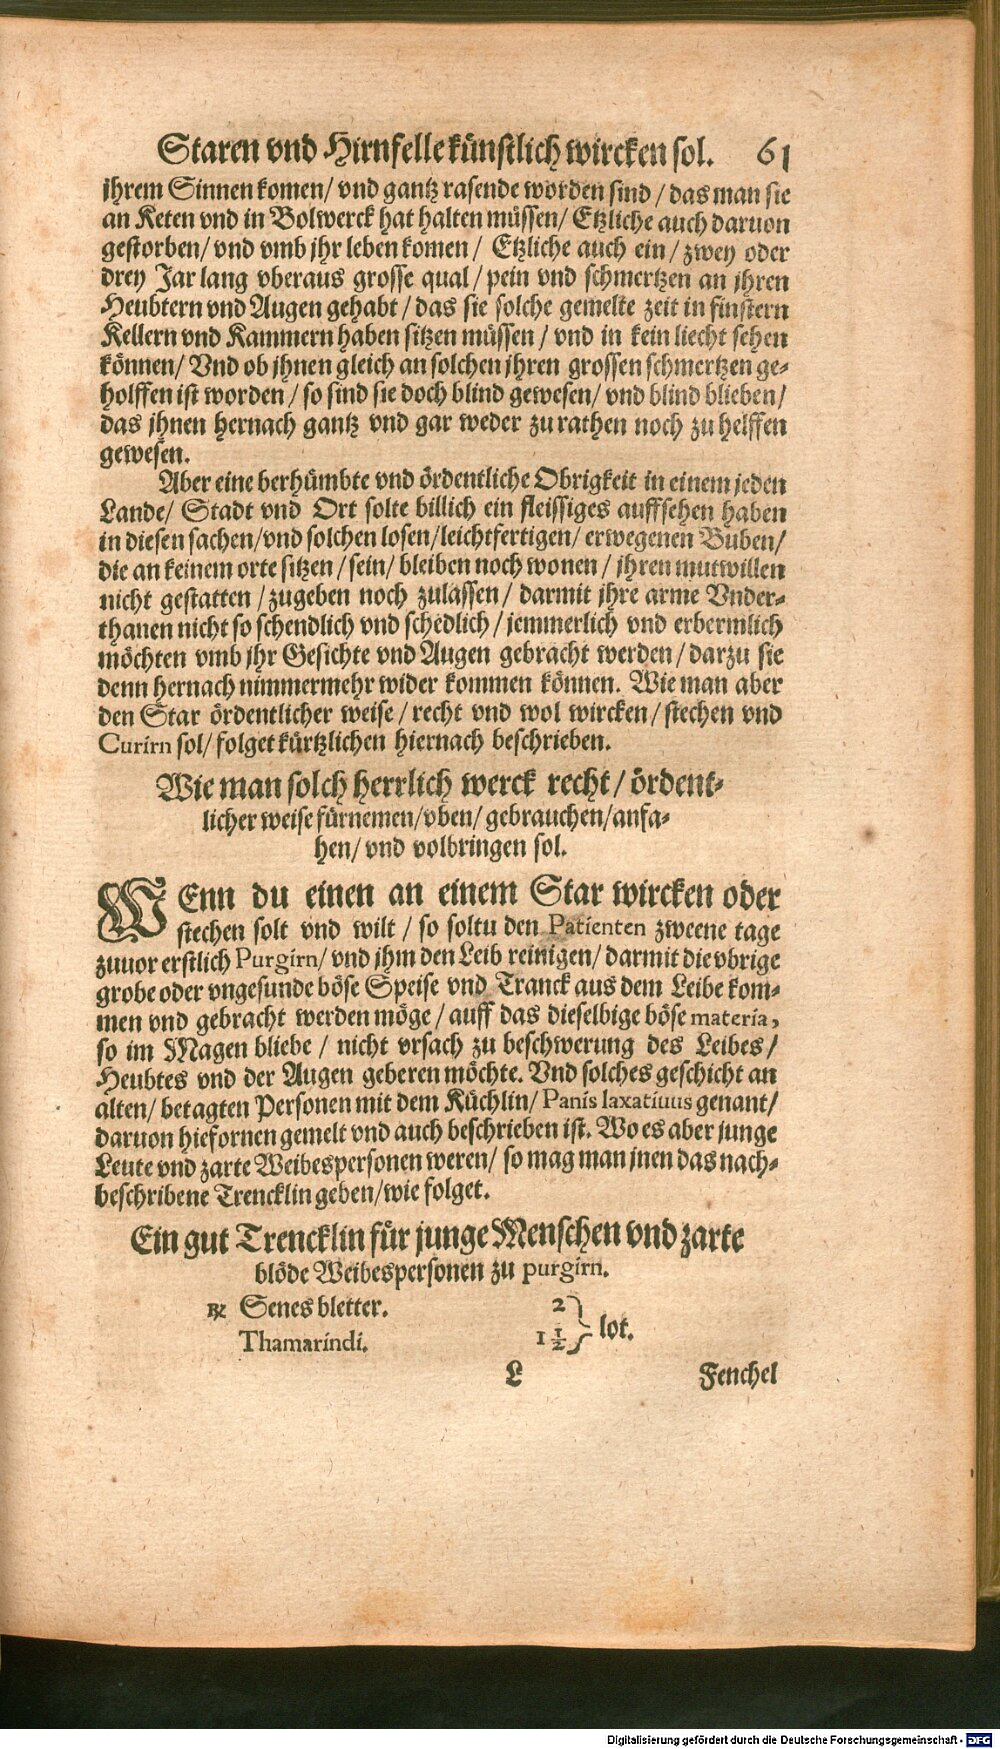 Staren vnd Hirnfelle künstlich wircken sol. 61
jhrem Sinnen komen/ vnd gantz rasende worden sind / das man sie
an Keten vnd in Bolwerck hat halten müssen/ Etzliche auch daruon
gestorben/ vnd vmb jhr leben komen / Etzliche auch ein / zwey oder
drey Jar lang vberaus grosse qual / pein vnd schmertzen an jhren
Heubtern vnd Augen gehabt / das sie solche gemelte zeit in finstern
Kellern vnd Kammern haben sitzen müssen / vnd in kein liecht sehen
können/ Vnd ob jhnen gleich an solchen jhren grossen schmertzen ge-
holffen ist worden / so sind sie doch blind gewesen/ vnd blind blieben/
das jhnen hernach gantz vnd gar weder zu rathen noch zu helffen
gewesen.
Aber eine berhümbte vnd ördentliche Obrigkeit in einem jeden
Lande/ Stadt vnd Ort solte billich ein fleissiges auffsehen haben
in diesen sachen/vnd solchen losen/leichtfertigen/ erwegenen Buben/
die an keinem orte sitzen / sein/ bleiben noch wonen / jhren mutwillen
nicht gestatten / zugeben noch zulassen / darmit jhre arme Vnder-
thanen nicht so schendlich vnd schedlich / jemmerlich vnd erbermlich
möchten vmb jhr Gesichte vnd Augen gebracht werden / darzu sie
denn hernach nimmermehr wider kommen können. Wie man aber
den Star ördentlicher weise / recht vnd wol wircken / stechen vnd
Curirn sol/ folget kürtzlichen hiernach beschrieben.
Wie man solch herrlich werck recht / ördent-
licher weise fürnemen/vben/ gebrauchen/anfa-
hen/ vnd volbringen sol.
WEnn du einen an einem Star wircken oder
stechen solt vnd wilt / so soltu den Patienten zweene tage
zuuor erstlich Purgirn/ vnd jhm den Leib reinigen/ darmit die vbrige
grobe oder vngesunde böse Speise vnd Tranck aus dem Leibe kom-
men vnd gebracht werden möge / auff das dieselbige böse materia,
so im Magen bliebe / nicht vrsach zu beschwerung des Leibes /
Heubtes vnd der Augen geberen möchte. Vnd solches geschicht an
alten/ betagten Personen mit dem Küchlin/ Panis laxatiuus genant/
daruon hiefornen gemelt vnd auch beschrieben ist. Wo es aber junge
Leute vnd zarte Weibespersonen weren/ so mag man jnen das nach-
beschribene Trencklin geben/wie folget.
Ein gut Trencklin für junge Menschen vnd zarte
blöde Weibespersonen zu purgirn.
℞ Senes bletter. 2
Thamarindi. 1 1/2 } lot.
L Fenchel
Digitalisierung gefördert durch die Deutsche Forschungsgemeinschaft - DFG